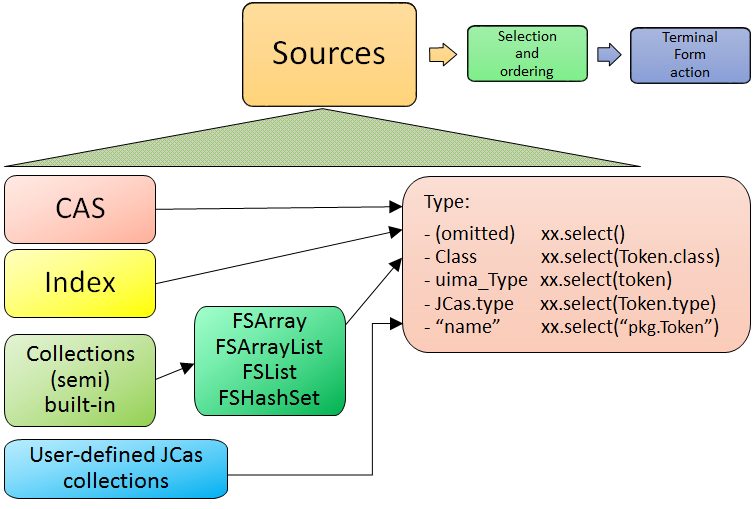 Sources
Selection
and
ordering
Terminal
Form
action
CAS
Index
Collections
(semi)
built-in
FSArray
FSArrayList
FSList
FSHashSet
User-defined JCas
collections
Type:
- (omitted) xx.select()
- Class xx.select(Token.class)
- uima_Type xx.select(token)
- JCas.type xx.select(Token.type)
- “name” xx.select(“pkg.Token”)